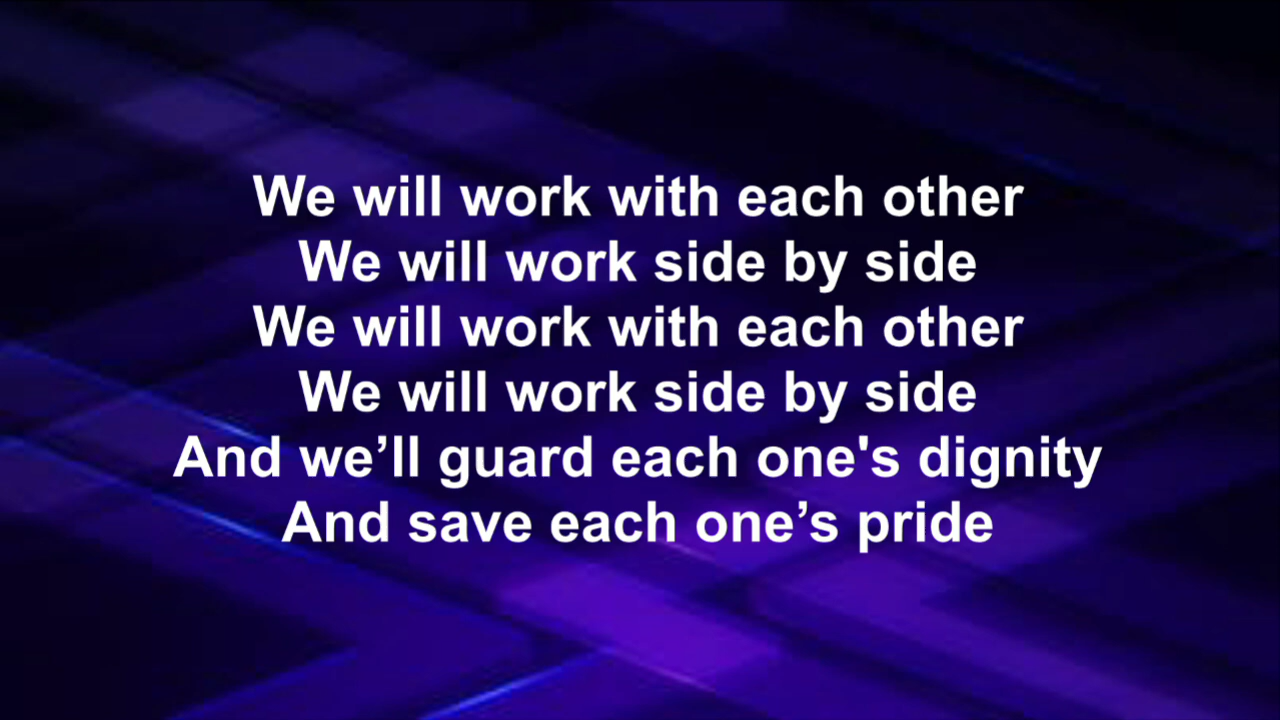 We will work with each other
We will work side by side
We will work with each other
We will work side by side
And we’ll guard each one's dignity
And save each one’s pride